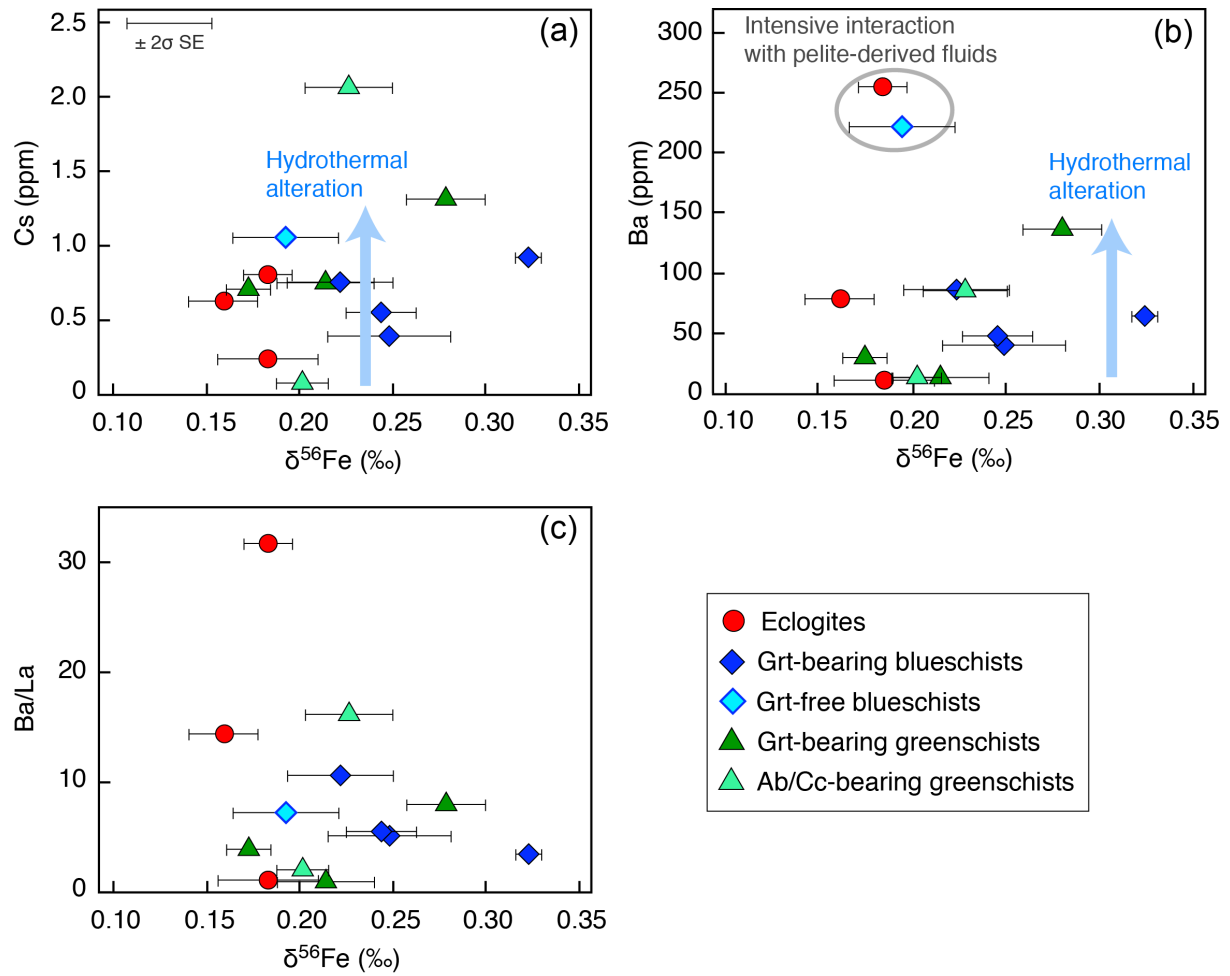 (a)
2.5
2.0
1.5
1.0
0.5
0
Cs (ppm)
± 2σ SE
Hydrothermal
alteration
0.10 0.15 0.20 0.25 0.30 0.35
δ⁵⁶Fe (‰)
(b)
300
250
200
150
100
50
0
Ba (ppm)
Intensive interaction
with pelite-derived fluids
Hydrothermal
alteration
0.10 0.15 0.20 0.25 0.30 0.35
δ⁵⁶Fe (‰)
(c)
30
20
10
0
Ba/La
0.10 0.15 0.20 0.25 0.30 0.35
δ⁵⁶Fe (‰)
Eclogites
Grt-bearing blueschists
Grt-free blueschists
Grt-bearing greenschists
Ab/Cc-bearing greenschists